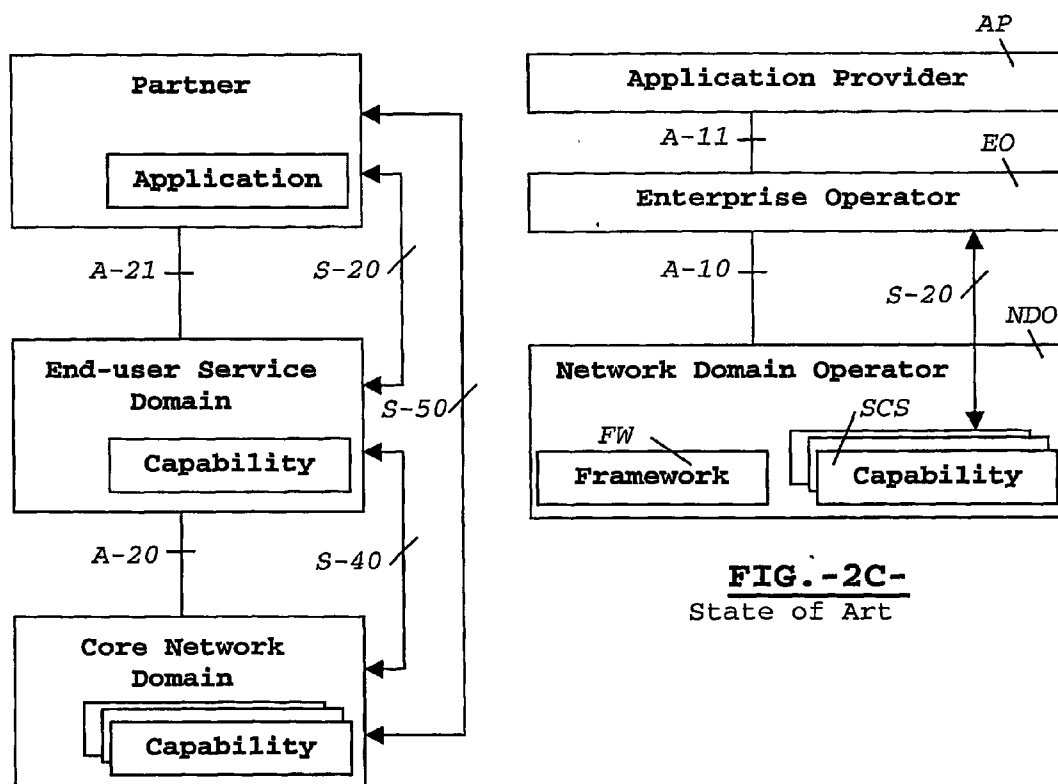 Partner
Application
A-21
S-20
End-user Service
Domain
Capability
S-50
A-20
S-40
Core Network
Domain
Capability
AP
Application Provider
A-11
EO
Enterprise Operator
A-10
S-20
NDO
Network Domain Operator
FW
SCS
Framework
Capability
FIG.-2C-
State of Art